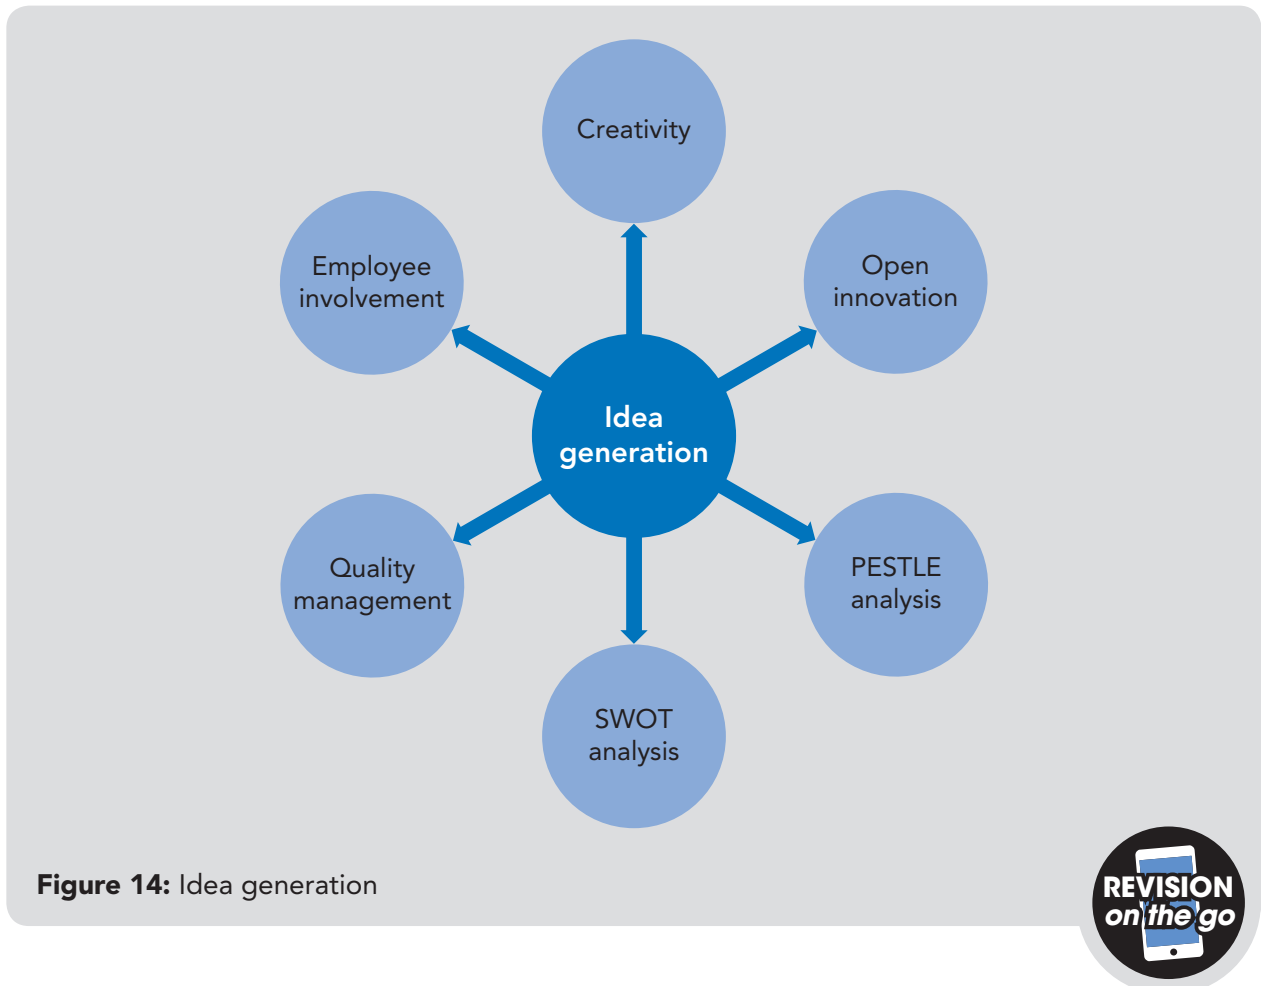 Creativity
Employee
involvement
Open
innovation
Idea
generation
Quality
management
PESTLE
analysis
SWOT
analysis
Figure 14: Idea generation
REVISION
on the go